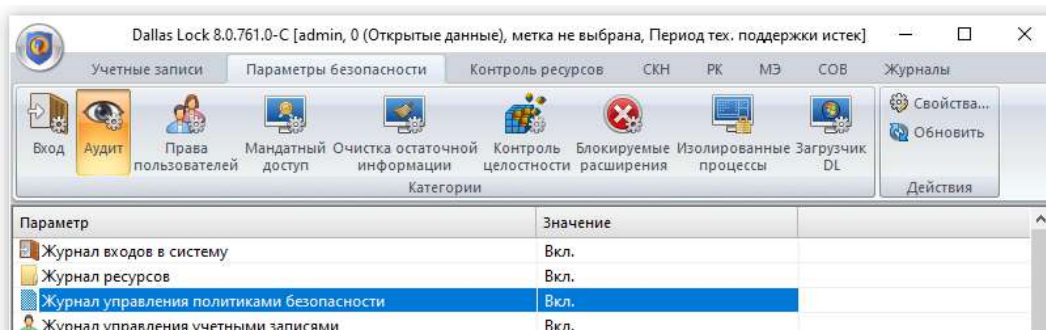 Dallas Lock 8.0.761.0-C [admin, 0 (Открытые данные), метка не выбрана, Период тех. поддержки истек]
Учетные записи Параметры безопасности Контроль ресурсов СКН РК МЭ СОВ Журналы
Вход Аудит Права пользователей Мандатный доступ Очистка остаточной информации Контроль целостности Блокируемые расширения Изолированные процессы Загрузчик DL
Свойства...
Обновить
Категории Действия
Параметр Значение
Журнал входов в систему Вкл.
Журнал ресурсов Вкл.
Журнал управления политиками безопасности Вкл.
Журнал управления учетными записями Вкл.